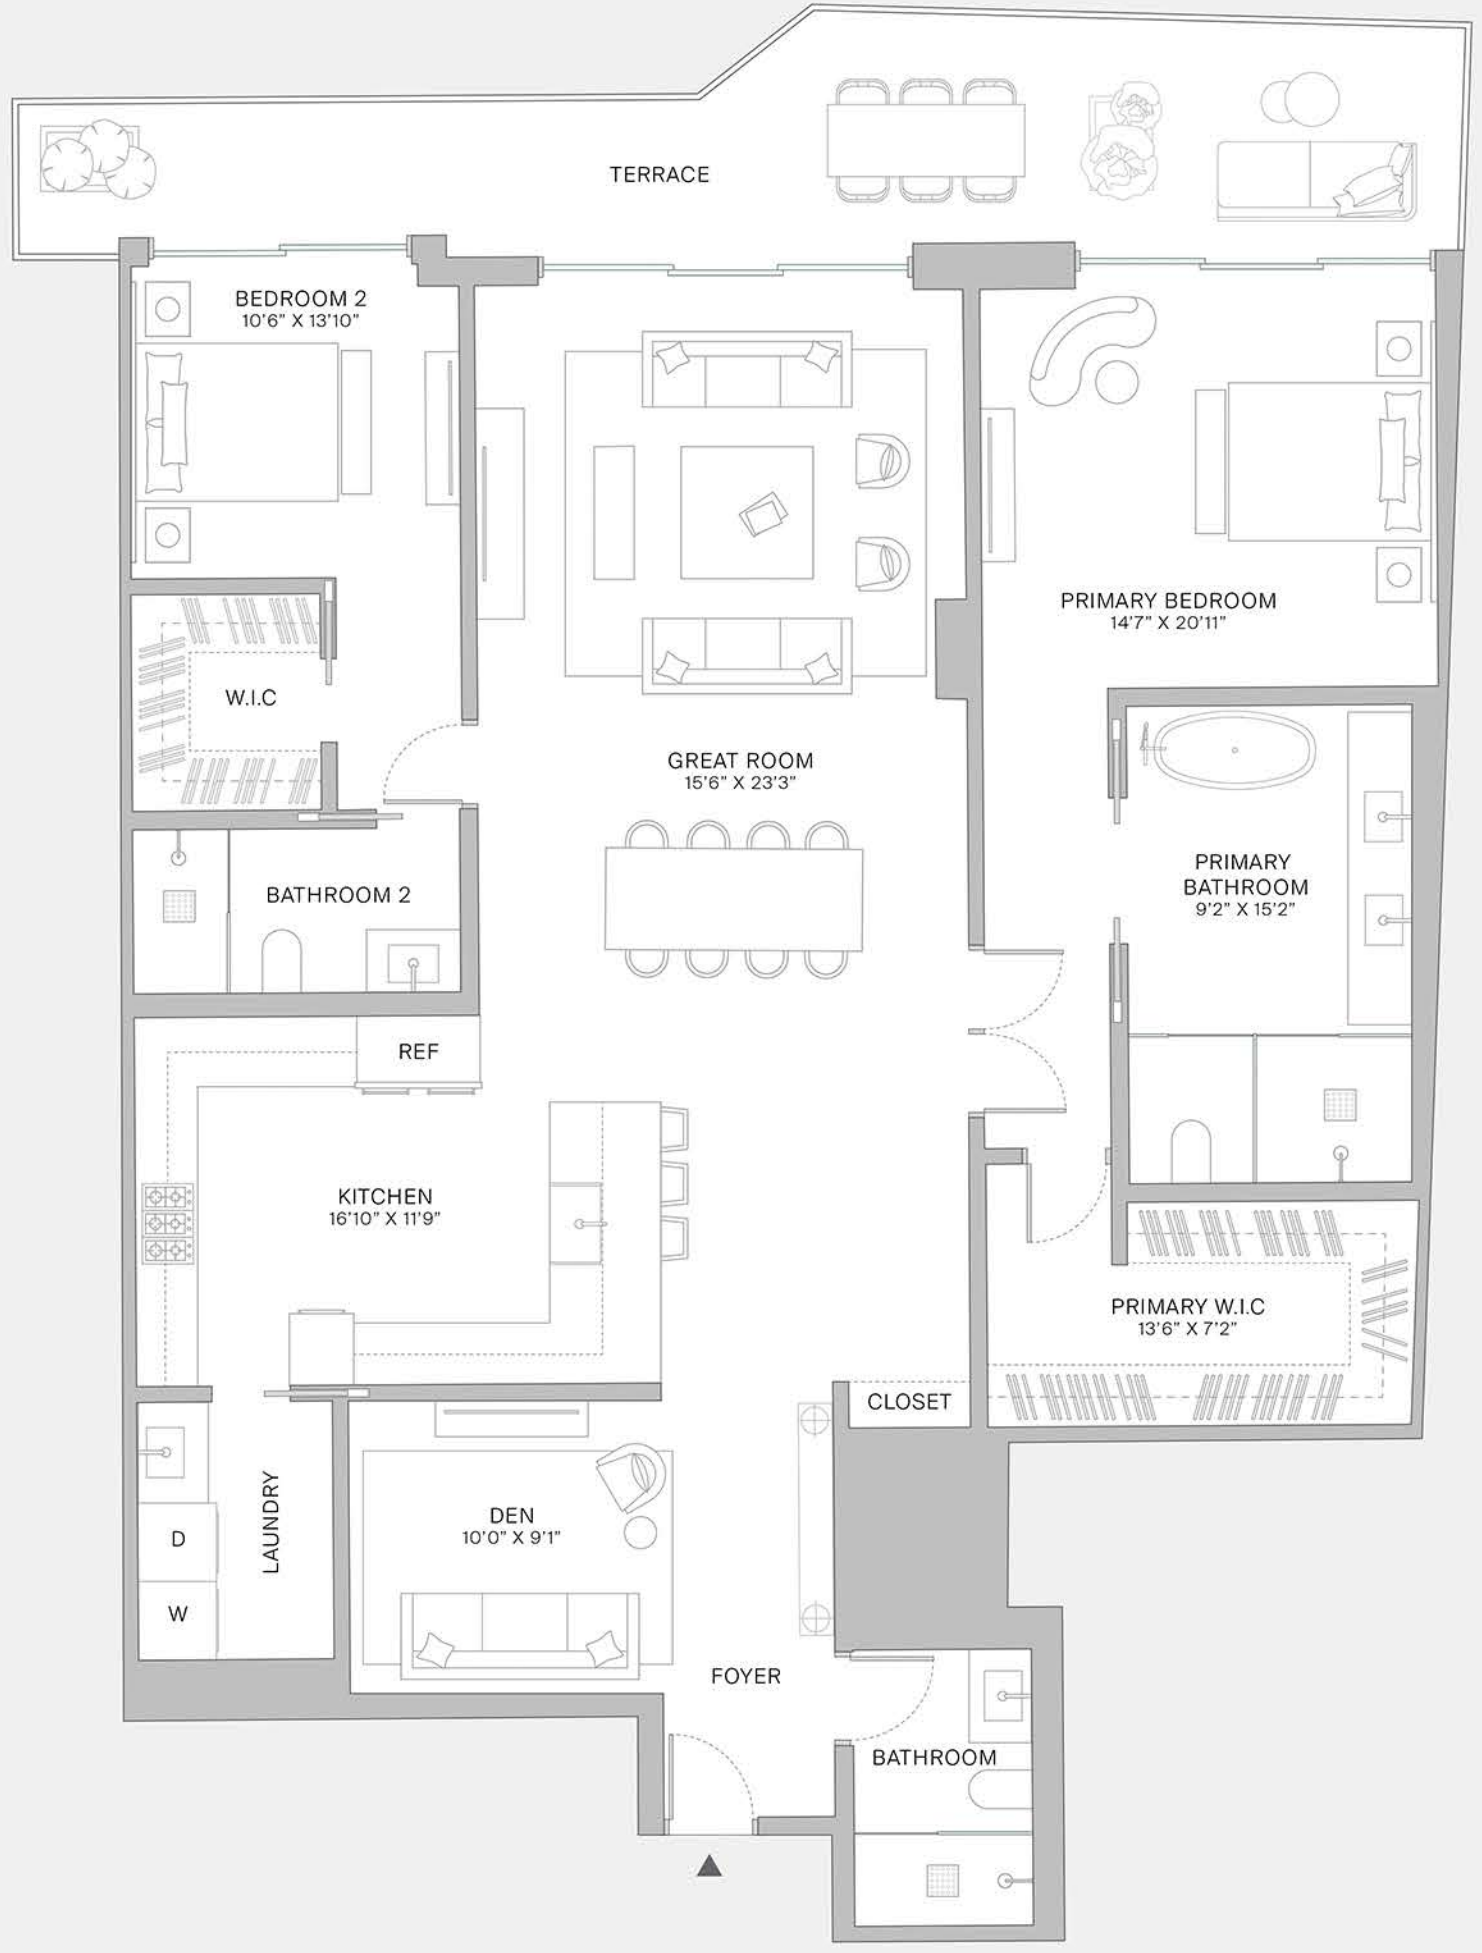 TERRACE
BEDROOM 2
10'6" X 13'10"
PRIMARY BEDROOM
14'7" X 20'11"
W.I.C
GREAT ROOM
15'6" X 23'3"
PRIMARY
BATHROOM
9'2" X 15'2"
BATHROOM 2
REF
KITCHEN
16'10" X 11'9"
PRIMARY W.I.C
13'6" X 7'2"
CLOSET
LAUNDRY
DEN
10'0" X 9'1"
D
W
FOYER
BATHROOM